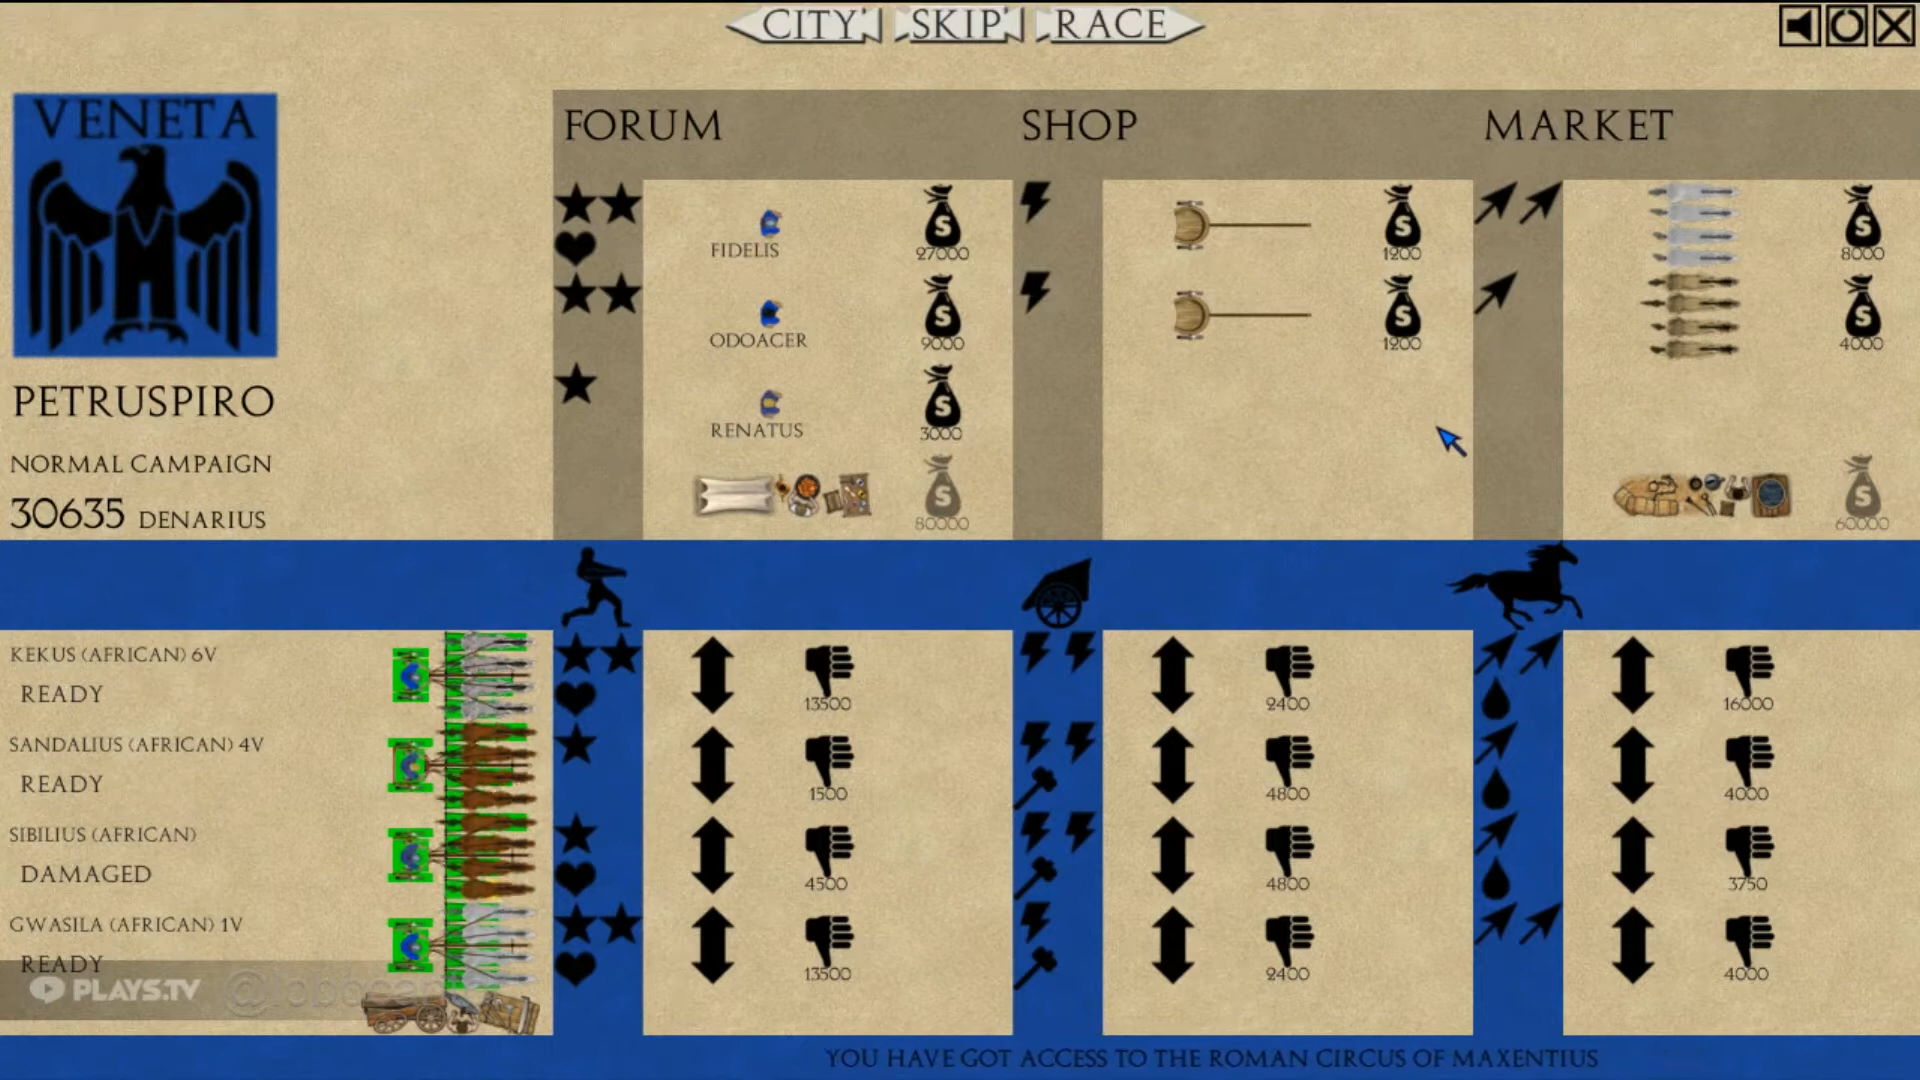 CITY SKIP RACE
VENETA
PETRUSPIRO
NORMAL CAMPAIGN
30635 DENARIUS
FORUM
FIDELIS
27000
ODOACER
9000
RENATUS
3000
80000
SHOP
1200
1200
MARKET
8000
4000
60000
KEKUS (AFRICAN) 6V
READY
13500
2400
16000
SANDALIUS (AFRICAN) 4V
READY
1500
4800
4000
SIBILIUS (AFRICAN)
DAMAGED
4500
4800
3750
GWASILA (AFRICAN) 1V
READY
13500
2400
4000
PLAYS.TV
YOU HAVE GOT ACCESS TO THE ROMAN CIRCUS OF MAXENTIUS